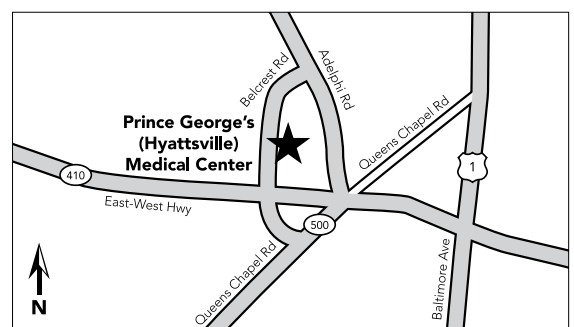 Belcrest Rd
Adelphi Rd
Prince George's
(Hyattsville)
Medical Center
Queens Chapel Rd
410
1
East-West Hwy
500
Queens Chapel Rd
Baltimore Ave
N